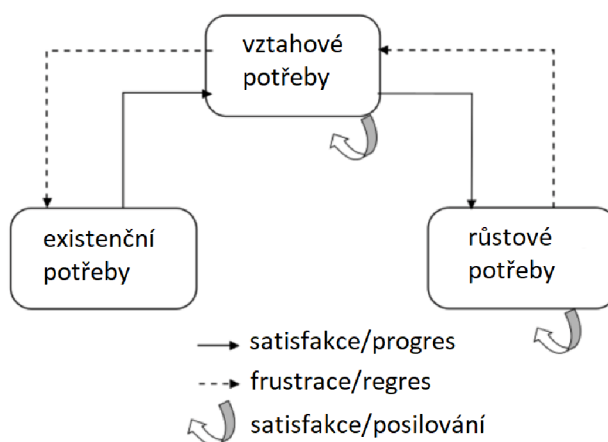 vztahové
potřeby
existenční
potřeby
růstové
potřeby
satisfakce/progres
frustrace/regres
satisfakce/posilování